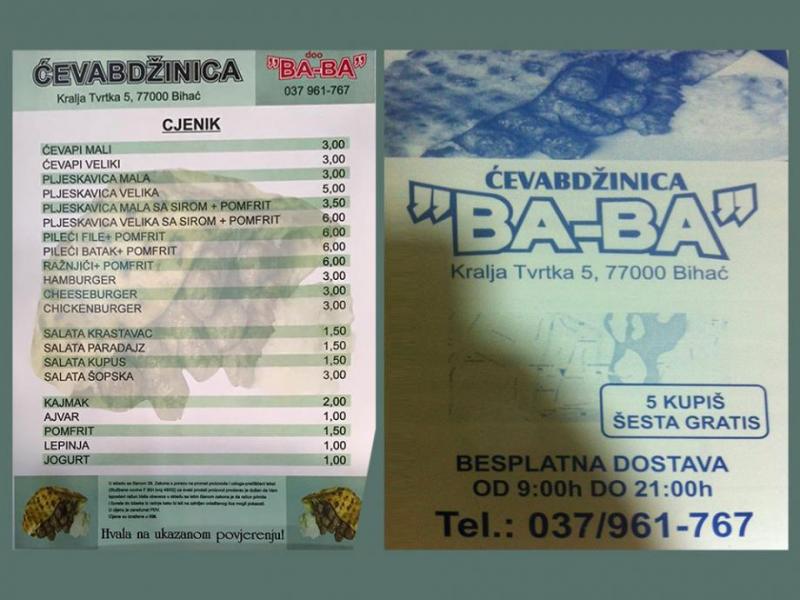 ĆEVABDŽINICA
doo
"BA-BA"
Kralja Tvrtka 5, 77000 Bihać
037 961-767
CJENIK
ĆEVAPI MALI 3,00
ĆEVAPI VELIKI 3,00
PLJESKAVICA MALA 3,00
PLJESKAVICA VELIKA 5,00
PLJESKAVICA MALA SA SIROM + POMFRIT 3,50
PLJESKAVICA VELIKA SA SIROM + POMFRIT 6,00
PILEĆI FILE+ POMFRIT 6,00
PILEĆI BATAK+ POMFRIT 6,00
RAŽNJIĆI+ POMFRIT 6,00
HAMBURGER 3,00
CHEESEBURGER 3,00
CHICKENBURGER 3,00
SALATA KRASTAVAC 1,50
SALATA PARADAJZ 1,50
SALATA KUPUS 1,50
SALATA ŠOPSKA 3,00
KAJMAK 2,00
AJVAR 1,00
POMFRIT 1,50
LEPINJA 1,00
JOGURT 1,00
Hvala na ukazanom povjerenju!
ĆEVABDŽINICA
"BA-BA"
Kralja Tvrtka 5, 77000 Bihać
5 KUPIŠ
ŠESTA GRATIS
BESPLATNA DOSTAVA
OD 9:00h DO 21:00h
Tel.: 037/961-767